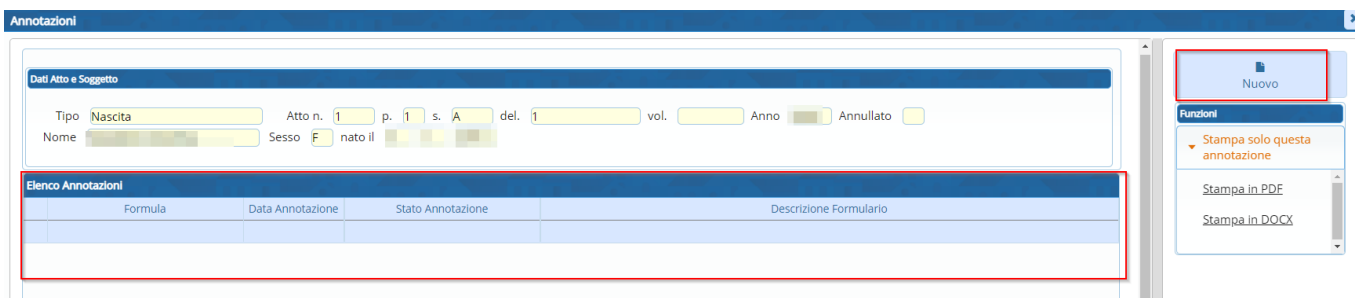 Annotazioni
Nuovo
Dati Atto e Soggetto
Tipo Nascita Atto n. 1 p. 1 s. A del. 1 vol. Anno Annullato
Nome Sesso F nato il
Elenco Annotazioni
Formula Data Annotazione Stato Annotazione Descrizione Formulario
Funzioni
Stampa solo questa
annotazione
Stampa in PDF
Stampa in DOCX